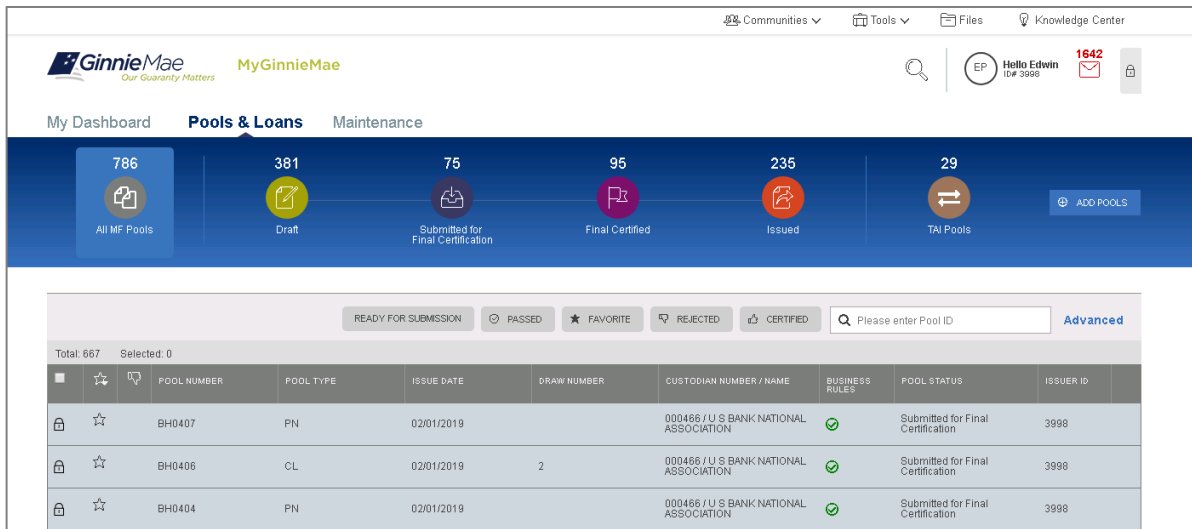 Communities Tools Files Knowledge Center
GinnieMae
Our Guaranty Matters
MyGinnieMae
EP
Hello Edwin
ID# 3998
1642
My Dashboard Pools & Loans Maintenance
786 381 75 95 235 29
All MF Pools Draft Submitted for Final Certification Final Certified Issued TAI Pools ADD POOLS
READY FOR SUBMISSION PASSED FAVORITE REJECTED CERTIFIED Please enter Pool ID Advanced
Total: 667 Selected: 0
POOL NUMBER POOL TYPE ISSUE DATE DRAW NUMBER CUSTODIAN NUMBER / NAME BUSINESS RULES POOL STATUS ISSUER ID
BH0407 PN 02/01/2019 000466 / U S BANK NATIONAL ASSOCIATION Submitted for Final Certification 3998
BH0406 CL 02/01/2019 2 000466 / U S BANK NATIONAL ASSOCIATION Submitted for Final Certification 3998
BH0404 PN 02/01/2019 000466 / U S BANK NATIONAL ASSOCIATION Submitted for Final Certification 3998